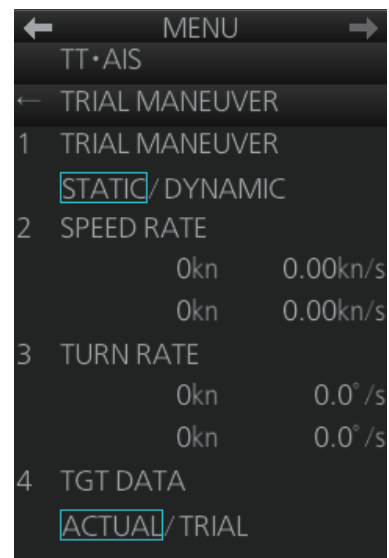 ← MENU →
TT・AIS
← TRIAL MANEUVER
1 TRIAL MANEUVER
STATIC/DYNAMIC
2 SPEED RATE
0kn 0.00kn/s
0kn 0.00kn/s
3 TURN RATE
0kn 0.0°/s
0kn 0.0°/s
4 TGT DATA
ACTUAL/TRIAL